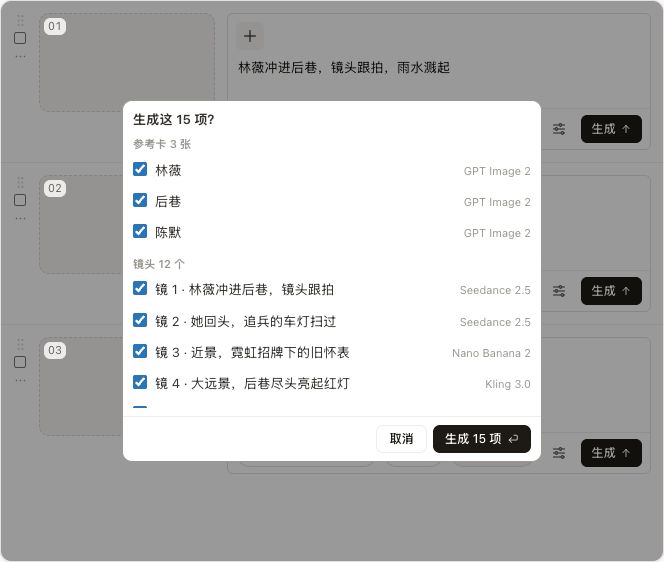 01
林薇冲进后巷，镜头跟拍，雨水溅起
生成 ↑
生成这 15 项?
参考卡 3 张
林薇 GPT Image 2
后巷 GPT Image 2
陈默 GPT Image 2
镜头 12 个
镜 1 · 林薇冲进后巷，镜头跟拍 Seedance 2.5
镜 2 · 她回头，追兵的车灯扫过 Seedance 2.5
镜 3 · 近景，霓虹招牌下的旧怀表 Nano Banana 2
镜 4 · 大远景，后巷尽头亮起红灯 Kling 3.0
取消
生成 15 项
02
生成 ↑
03
生成 ↑